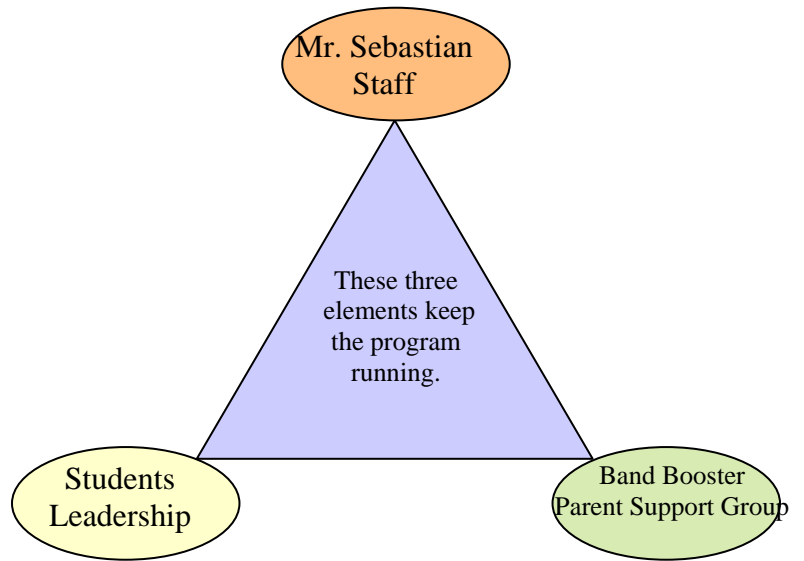 Mr. Sebastian
Staff
These three
elements keep
the program
running.
Students
Leadership
Band Booster
Parent Support Group